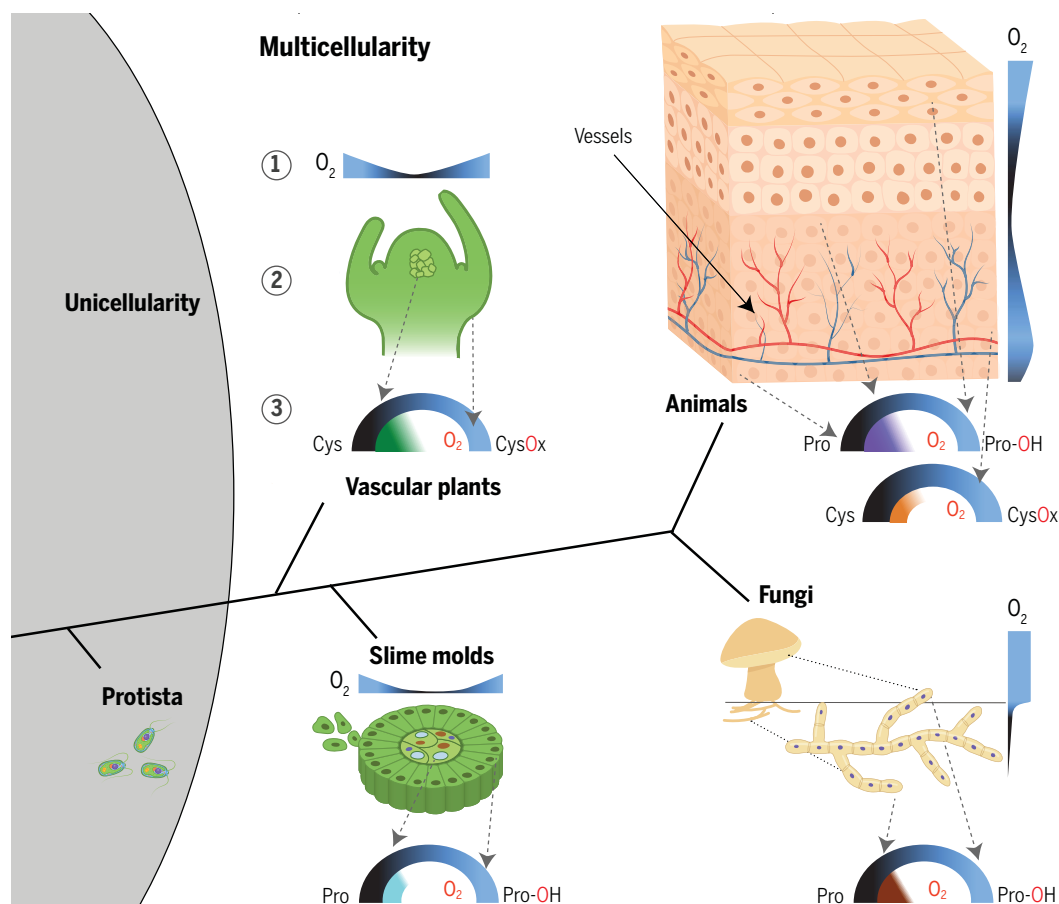 Multicellularity
O2
Vessels
① O2
②
Unicellularity
③
Animals
Cys O2 CysOx
Pro O2 Pro-OH
Vascular plants
Cys O2 CysOx
Fungi
O2
Slime molds
O2
Protista
Pro O2 Pro-OH
Pro O2 Pro-OH